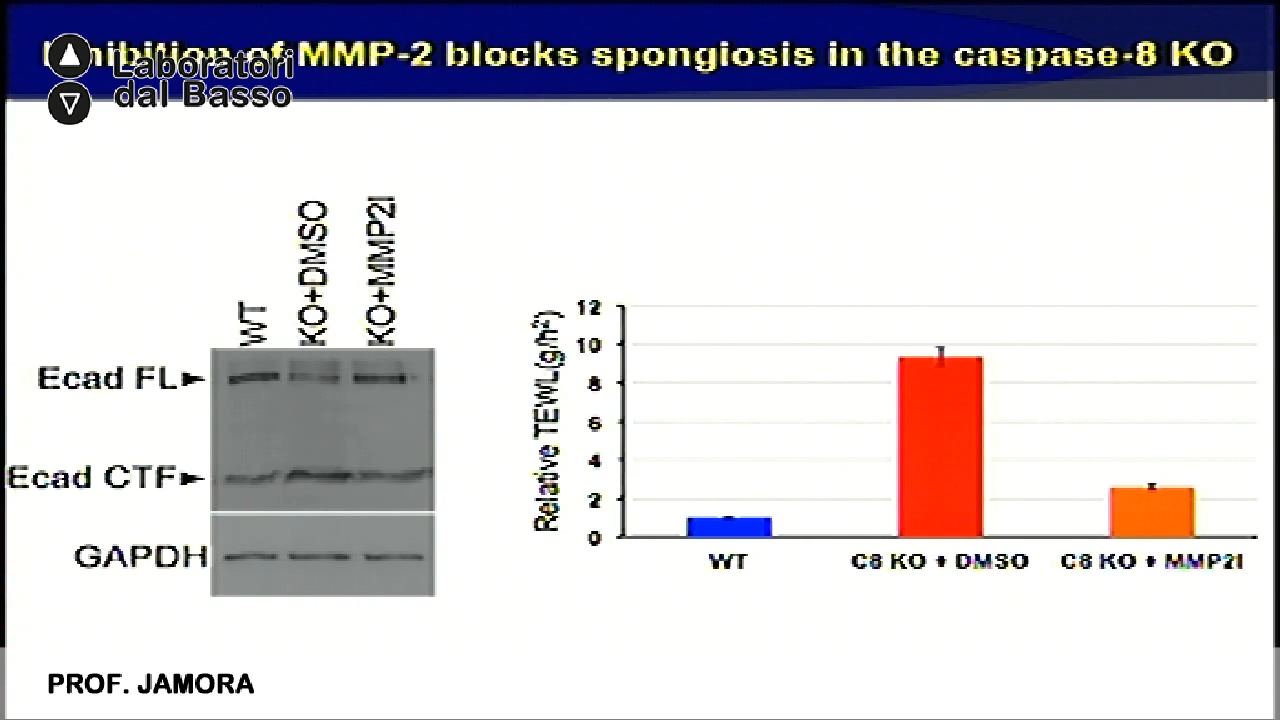 Inhibition of MMP-2 blocks spongiosis in the caspase-8 KO
Laboratori
dal Basso
WT
KO+DMSO
KO+MMP2I
Ecad FL
Ecad CTF
GAPDH
Relative TEWL(g/h²)
12
10
8
6
4
2
0
WT
C8 KO + DMSO
C8 KO + MMP2I
PROF. JAMORA